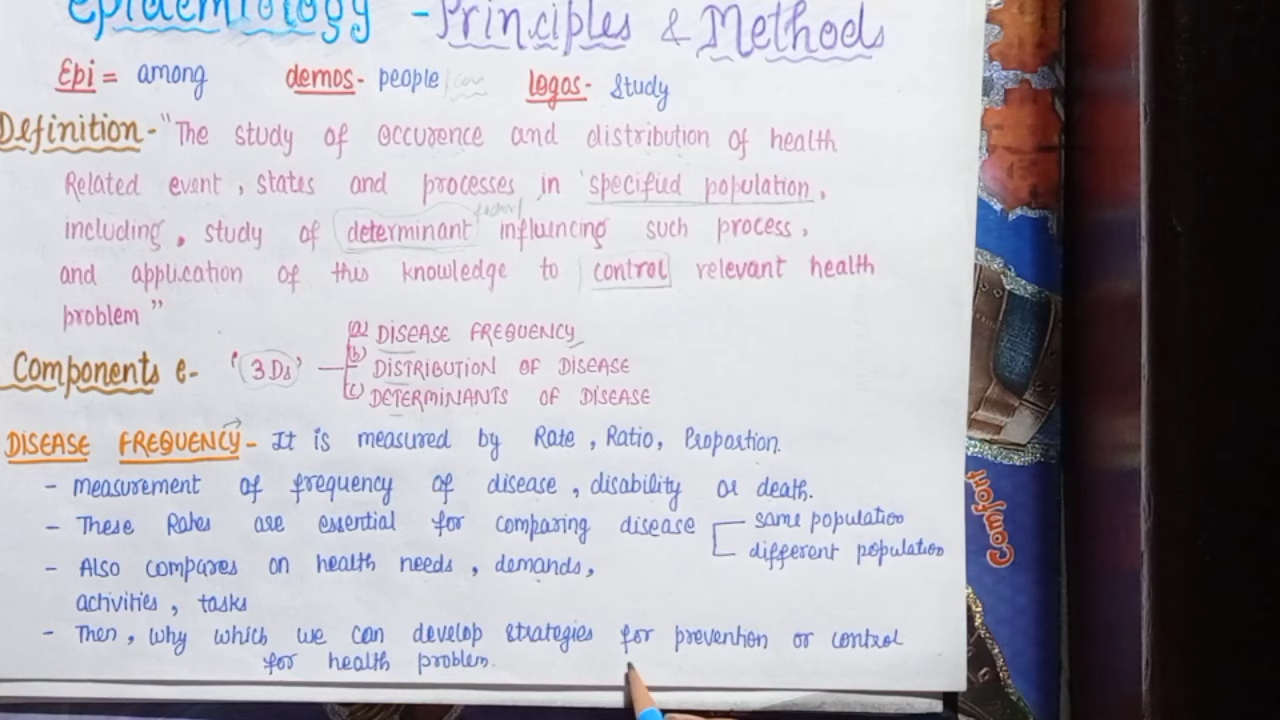 Epidemiology - Principles & Methods
Epi = among demos - people logos - study
Definition - "The study of occurence and distribution of health
Related event, states and processes in specified population,
including, study of determinant influencing such process,
and application of this knowledge to control relevant health
problem"
Components :- '3Ds'
(a) DISEASE FREQUENCY
(b) DISTRIBUTION OF DISEASE
(c) DETERMINANTS OF DISEASE
DISEASE FREQUENCY - It is measured by Rate, Ratio, Proportion.
- measurement of frequency of disease, disability or death.
- These Rates are essential for comparing disease
same population
different population
- Also compares on health needs, demands,
activities, tasks
- Then, why which we can develop strategies for prevention or control
for health problem.
Comfort